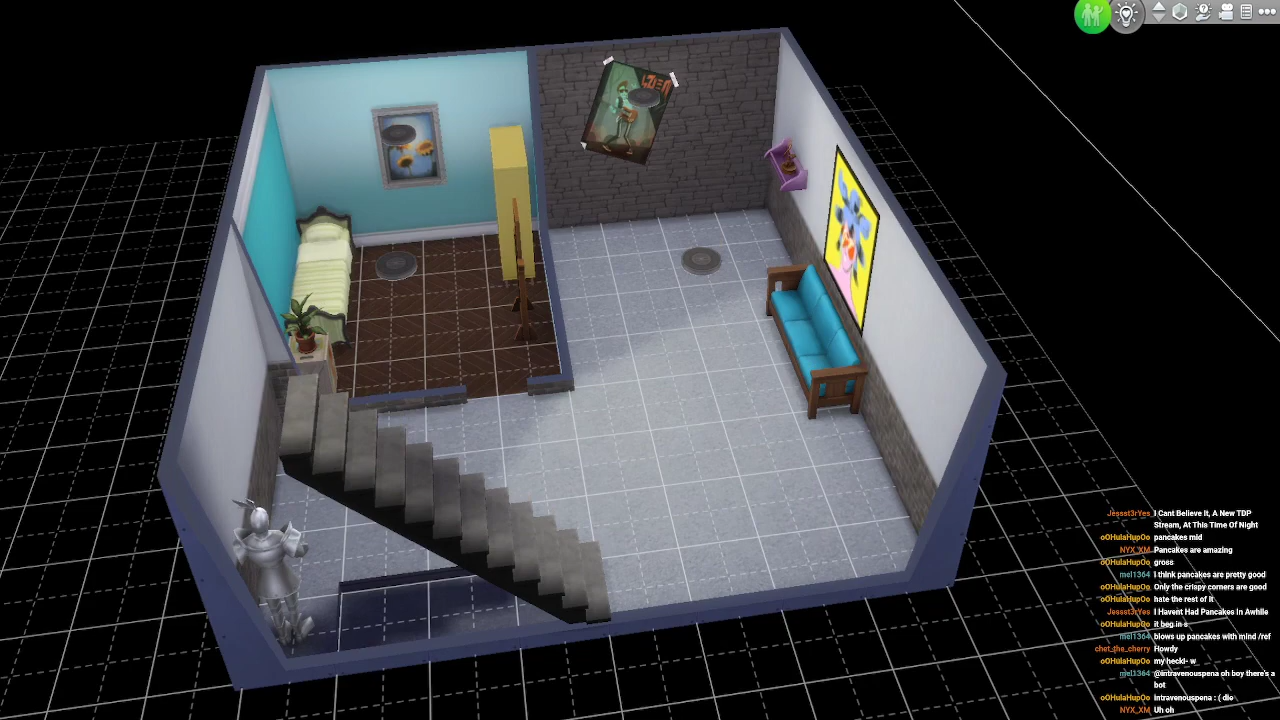 Jessst3rYes I Cant Believe It, A New TDP
Stream, At This Time Of Night
oOHulaHupOo pancakes mid
NYX_XM Pancakes are amazing
oOHulaHupOo gross
mel1364 I think pancakes are pretty good
oOHulaHupOo Only the crispy corners are good
oOHulaHupOo hate the rest of it
Jessst3rYes I Havent Had Pancakes In Awhile
oOHulaHupOo it beg in s
mel1364 blows up pancakes with mind /ref
chet_the_cherry Howdy
oOHulaHupOo my hecki- w
mel1364 @intravenouspena oh boy there's a
bot
oOHulaHupOo intravenouspena : ( die
NYX_XM Uh oh